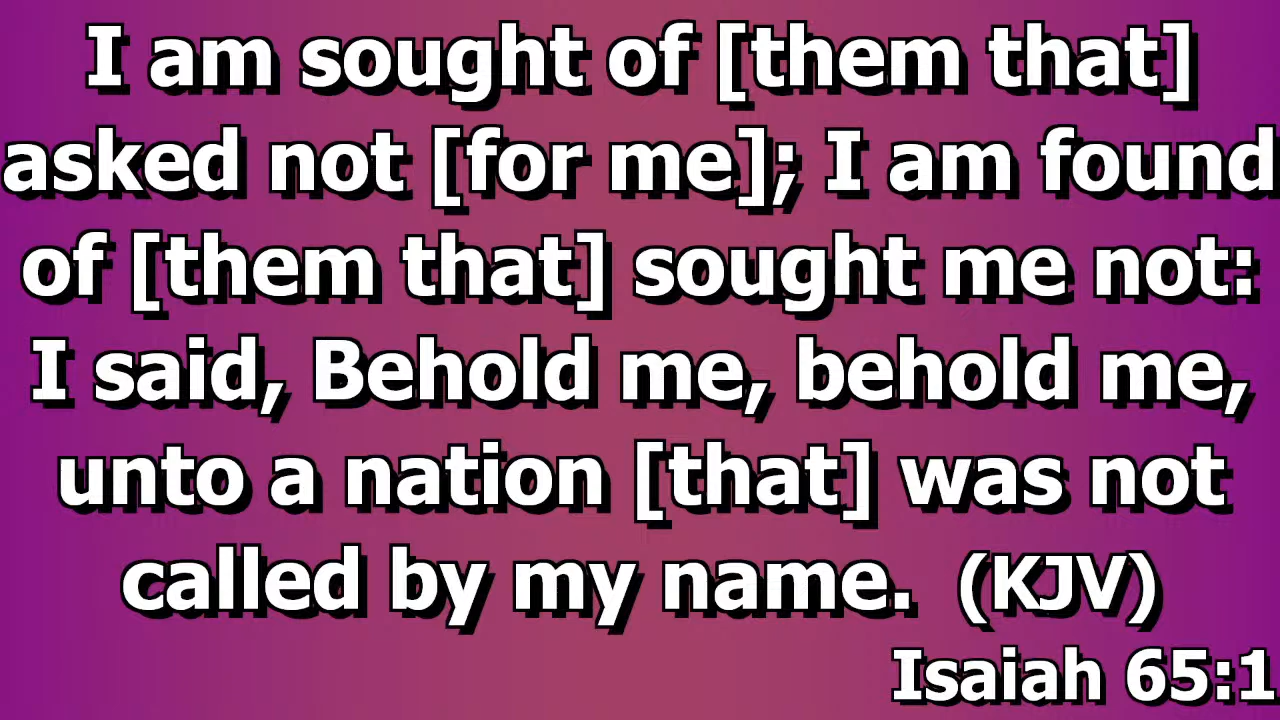 I am sought of [them that]
asked not [for me]; I am found
of [them that] sought me not:
I said, Behold me, behold me,
unto a nation [that] was not
called by my name. (KJV)
Isaiah 65:1